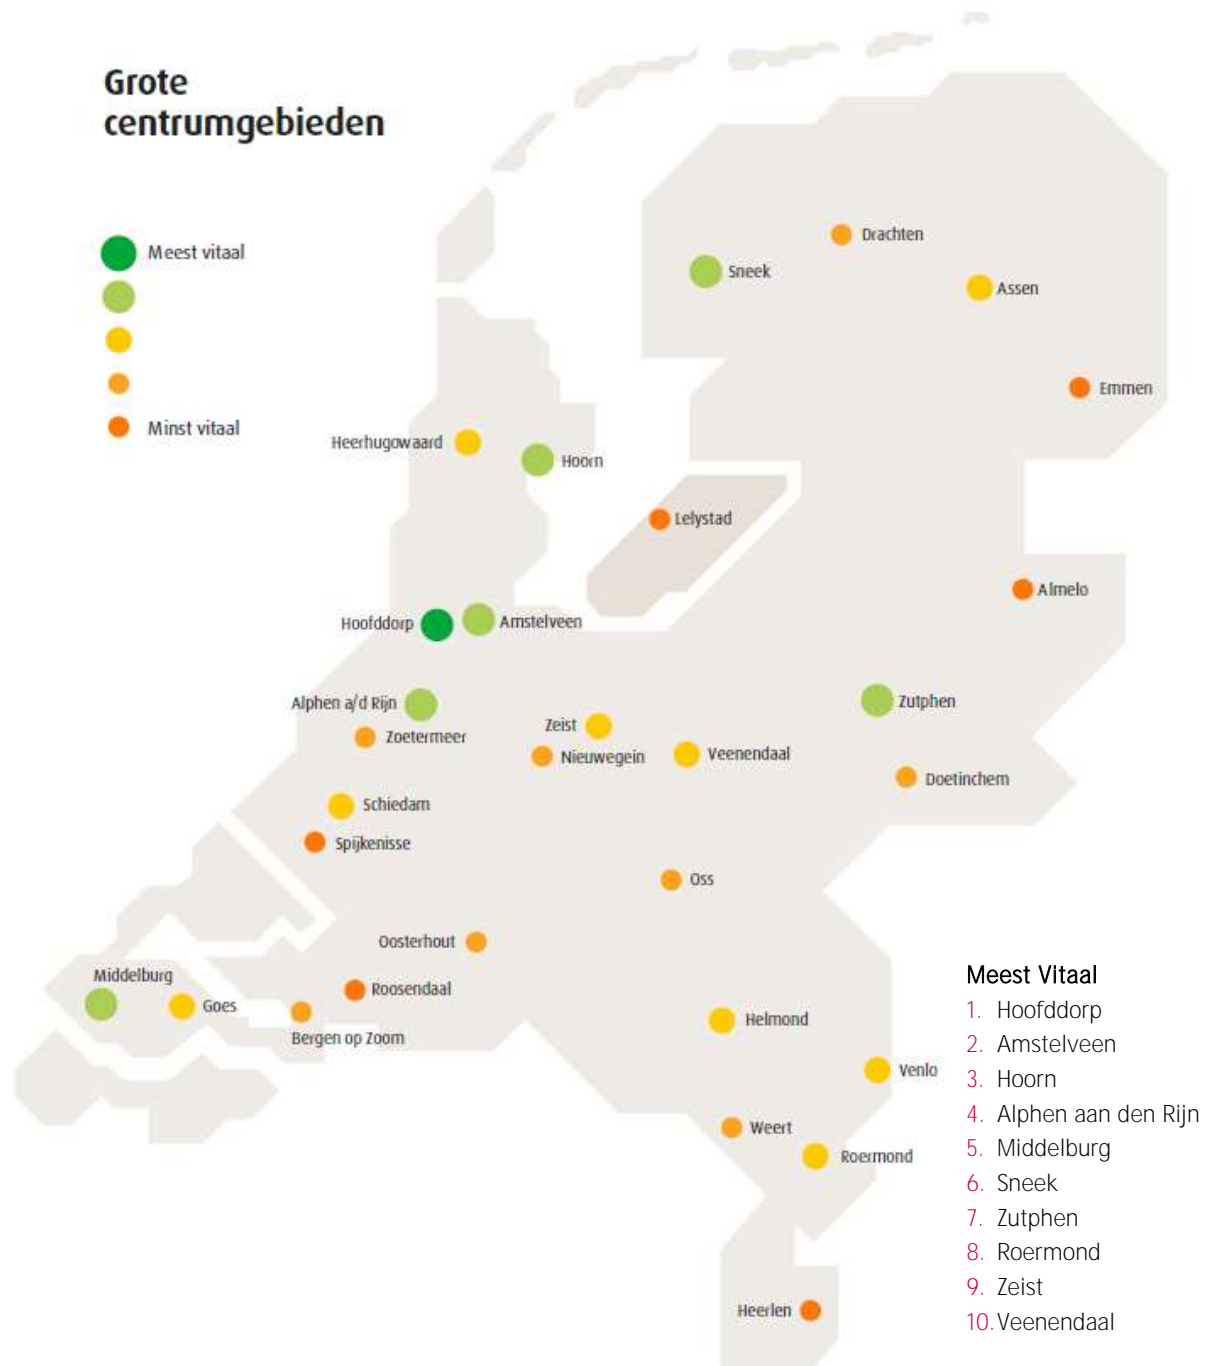 Grote
centrumgebieden
Meest vitaal
Minst vitaal
Drachten
Sneek
Assen
Emmen
Heerhugowaard
Hoorn
Lelystad
Almelo
Hoofddorp
Amstelveen
Alphen a/d Rijn
Zutphen
Zoetermeer
Zeist
Nieuwegein
Veenendaal
Doetinchem
Schiedam
Spijkenisse
Oss
Oosterhout
Middelburg
Goes
Roosendaal
Bergen op Zoom
Helmond
Venlo
Weert
Roermond
Heerlen
Meest Vitaal
1. Hoofddorp
2. Amstelveen
3. Hoorn
4. Alphen aan den Rijn
5. Middelburg
6. Sneek
7. Zutphen
8. Roermond
9. Zeist
10. Veenendaal